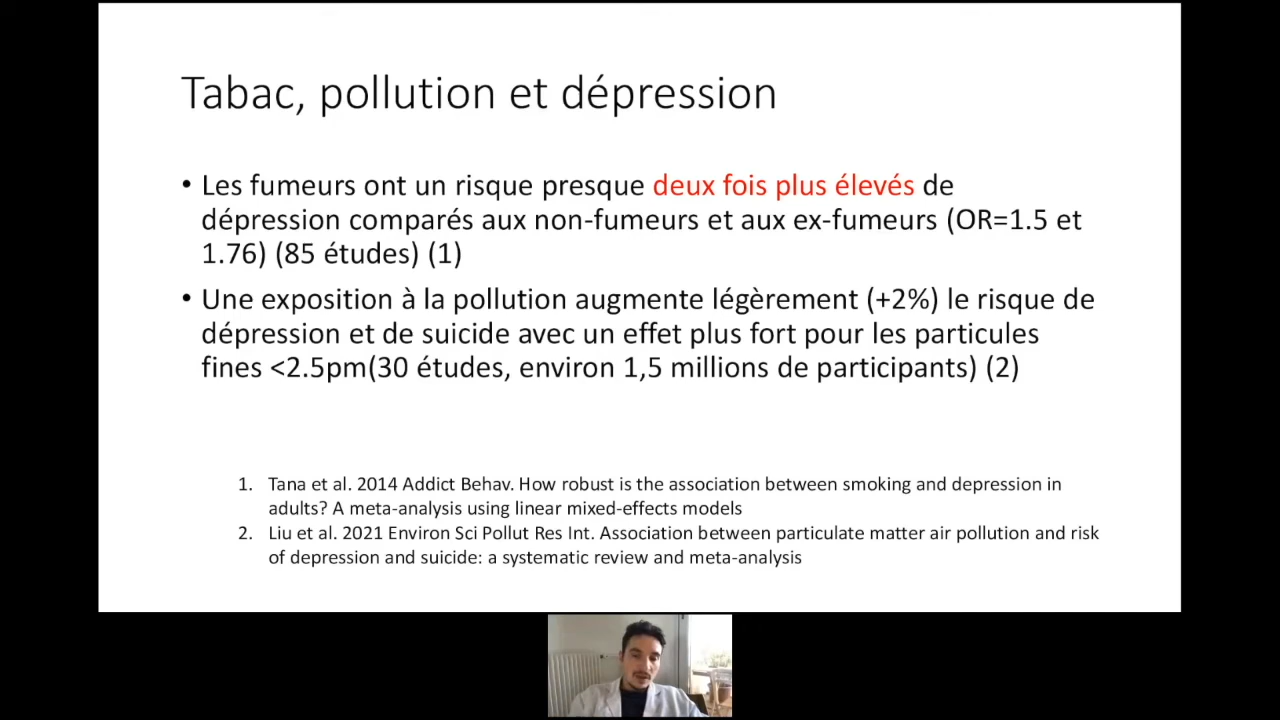 Tabac, pollution et dépression
• Les fumeurs ont un risque presque deux fois plus élevés de
dépression comparés aux non-fumeurs et aux ex-fumeurs (OR=1.5 et
1.76) (85 études) (1)
• Une exposition à la pollution augmente légèrement (+2%) le risque de
dépression et de suicide avec un effet plus fort pour les particules
fines <2.5pm(30 études, environ 1,5 millions de participants) (2)
1. Tana et al. 2014 Addict Behav. How robust is the association between smoking and depression in
adults? A meta-analysis using linear mixed-effects models
2. Liu et al. 2021 Environ Sci Pollut Res Int. Association between particulate matter air pollution and risk
of depression and suicide: a systematic review and meta-analysis